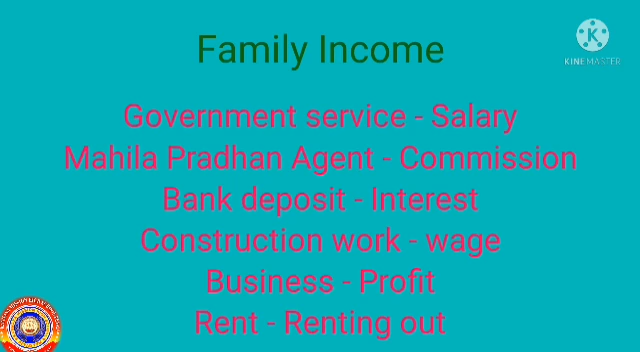 Family Income
K
KINEMASTER
Government service - Salary
Mahila Pradhan Agent - Commission
Bank deposit - Interest
Construction work - wage
Business - Profit
Rent - Renting out